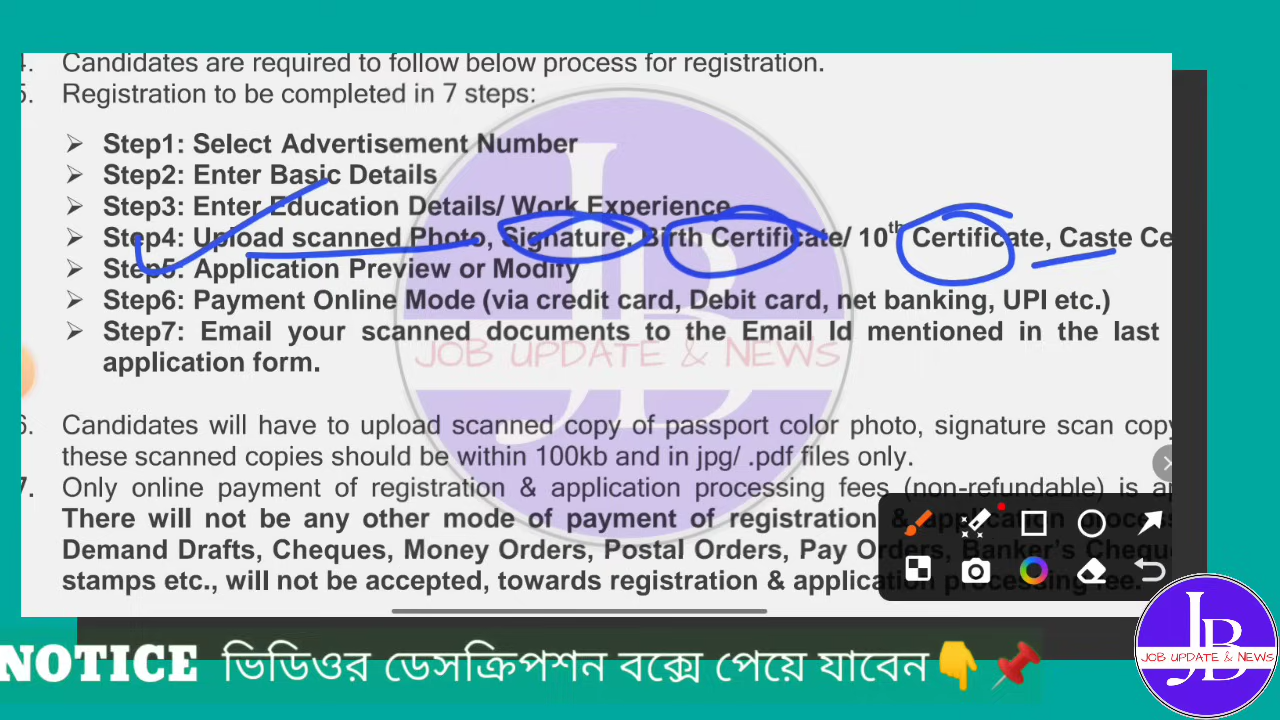 4. Candidates are required to follow below process for registration.
5. Registration to be completed in 7 steps:
➢ Step1: Select Advertisement Number
➢ Step2: Enter Basic Details
➢ Step3: Enter Education Details/ Work Experience
➢ Step4: Upload scanned Photo, Signature, Birth Certificate/ 10th Certificate, Caste Ce
➢ Step5: Application Preview or Modify
➢ Step6: Payment Online Mode (via credit card, Debit card, net banking, UPI etc.)
➢ Step7: Email your scanned documents to the Email Id mentioned in the last
application form.
JB
JOB UPDATE & NEWS
6. Candidates will have to upload scanned copy of passport color photo, signature scan copy
these scanned copies should be within 100kb and in jpg/ .pdf files only.
7. Only online payment of registration & application processing fees (non-refundable) is
There will not be any other mode of payment of registration & application
Demand Drafts, Cheques, Money Orders, Postal Orders, Pay Orders, Banker's
stamps etc., will not be accepted, towards registration & application processing fee.
NOTICE ভিডিওর ডেসক্রিপশন বক্সে পেয়ে যাবেন👇📌
JB
JOB UPDATE & NEWS